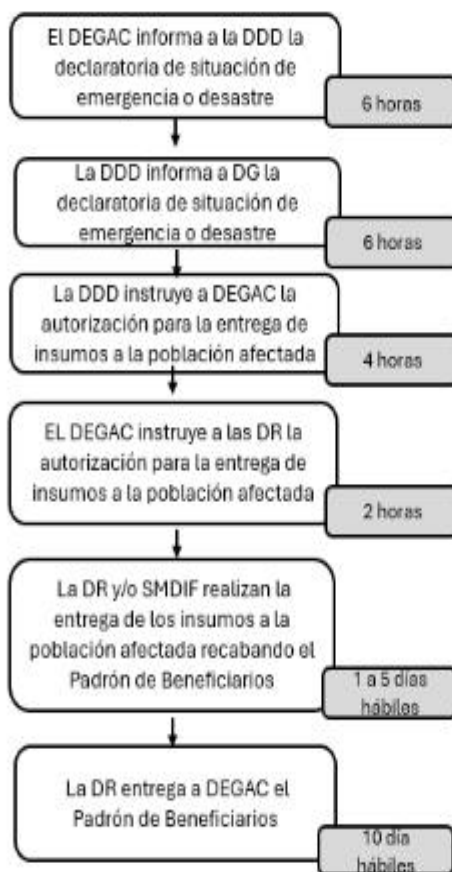 El DEGAC informa a la DDD la
declaratoria de situación de
emergencia o desastre
6 horas
La DDD informa a DG la
declaratoria de situación de
emergencia o desastre
6 horas
La DDD instruye a DEGAC la
autorización para la entrega de
insumos a la población afectada
4 horas
EL DEGAC instruye a las DR la
autorización para la entrega de
insumos a la población afectada
2 horas
La DR y/o SMDIF realizan la
entrega de los insumos a la
población afectada recabando el
Padrón de Beneficiarios
1 a 5 días
hábiles
La DR entrega a DEGAC el
Padrón de Beneficiarios
10 día
hábiles